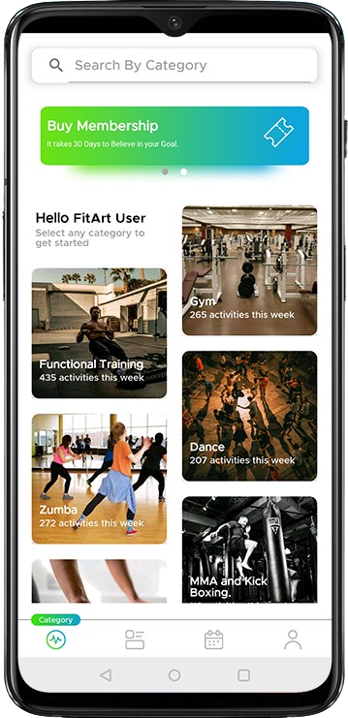 Search By Category
Buy Membership
It takes 30 Days to Believe in your Goal.
Hello FitArt User
Select any category to
get started
Gym
265 activities this week
Functional Training
435 activities this week
Dance
207 activities this week
Zumba
272 activities this week
MMA and Kick
Boxing.
Category